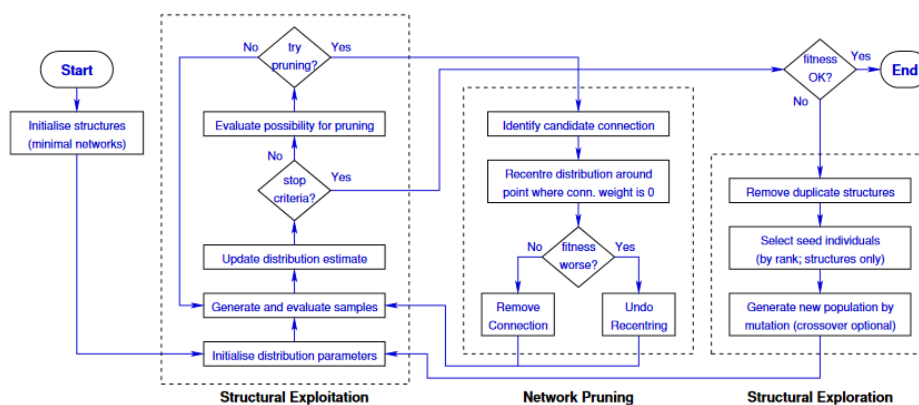 Start
Initialise structures
(minimal networks)
No
try
pruning?
Yes
Evaluate possibility for pruning
No
stop
criteria?
Yes
Update distribution estimate
Generate and evaluate samples
Initialise distribution parameters
Structural Exploitation
Identify candidate connection
Recentre distribution around
point where conn. weight is 0
No
fitness
worse?
Yes
Remove
Connection
Undo
Recentring
Network Pruning
fitness
OK?
Yes
End
No
Remove duplicate structures
Select seed individuals
(by rank; structures only)
Generate new population by
mutation (crossover optional)
Structural Exploration